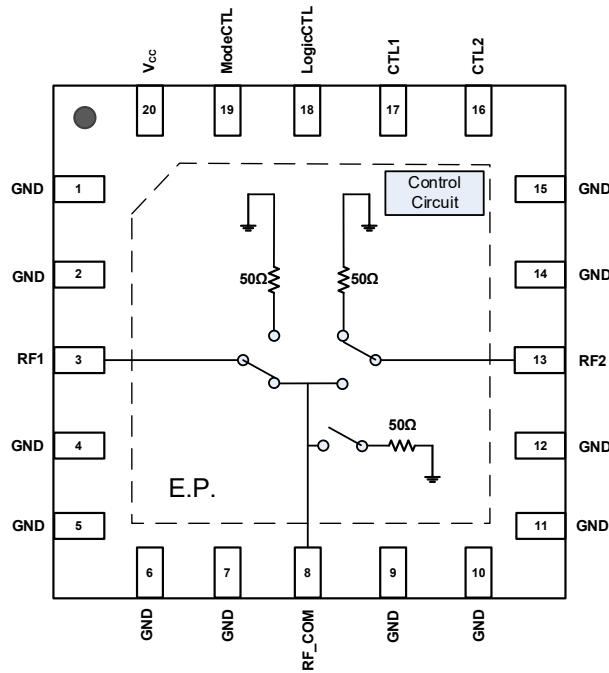 V_CC
ModeCTL
LogicCTL
CTL1
CTL2
20
19
18
17
16
GND
1
Control
Circuit
15
GND
GND
2
50Ω
50Ω
14
GND
RF1
3
13
RF2
GND
4
50Ω
12
GND
E.P.
GND
5
11
GND
6
7
8
9
10
GND
GND
RF_COM
GND
GND